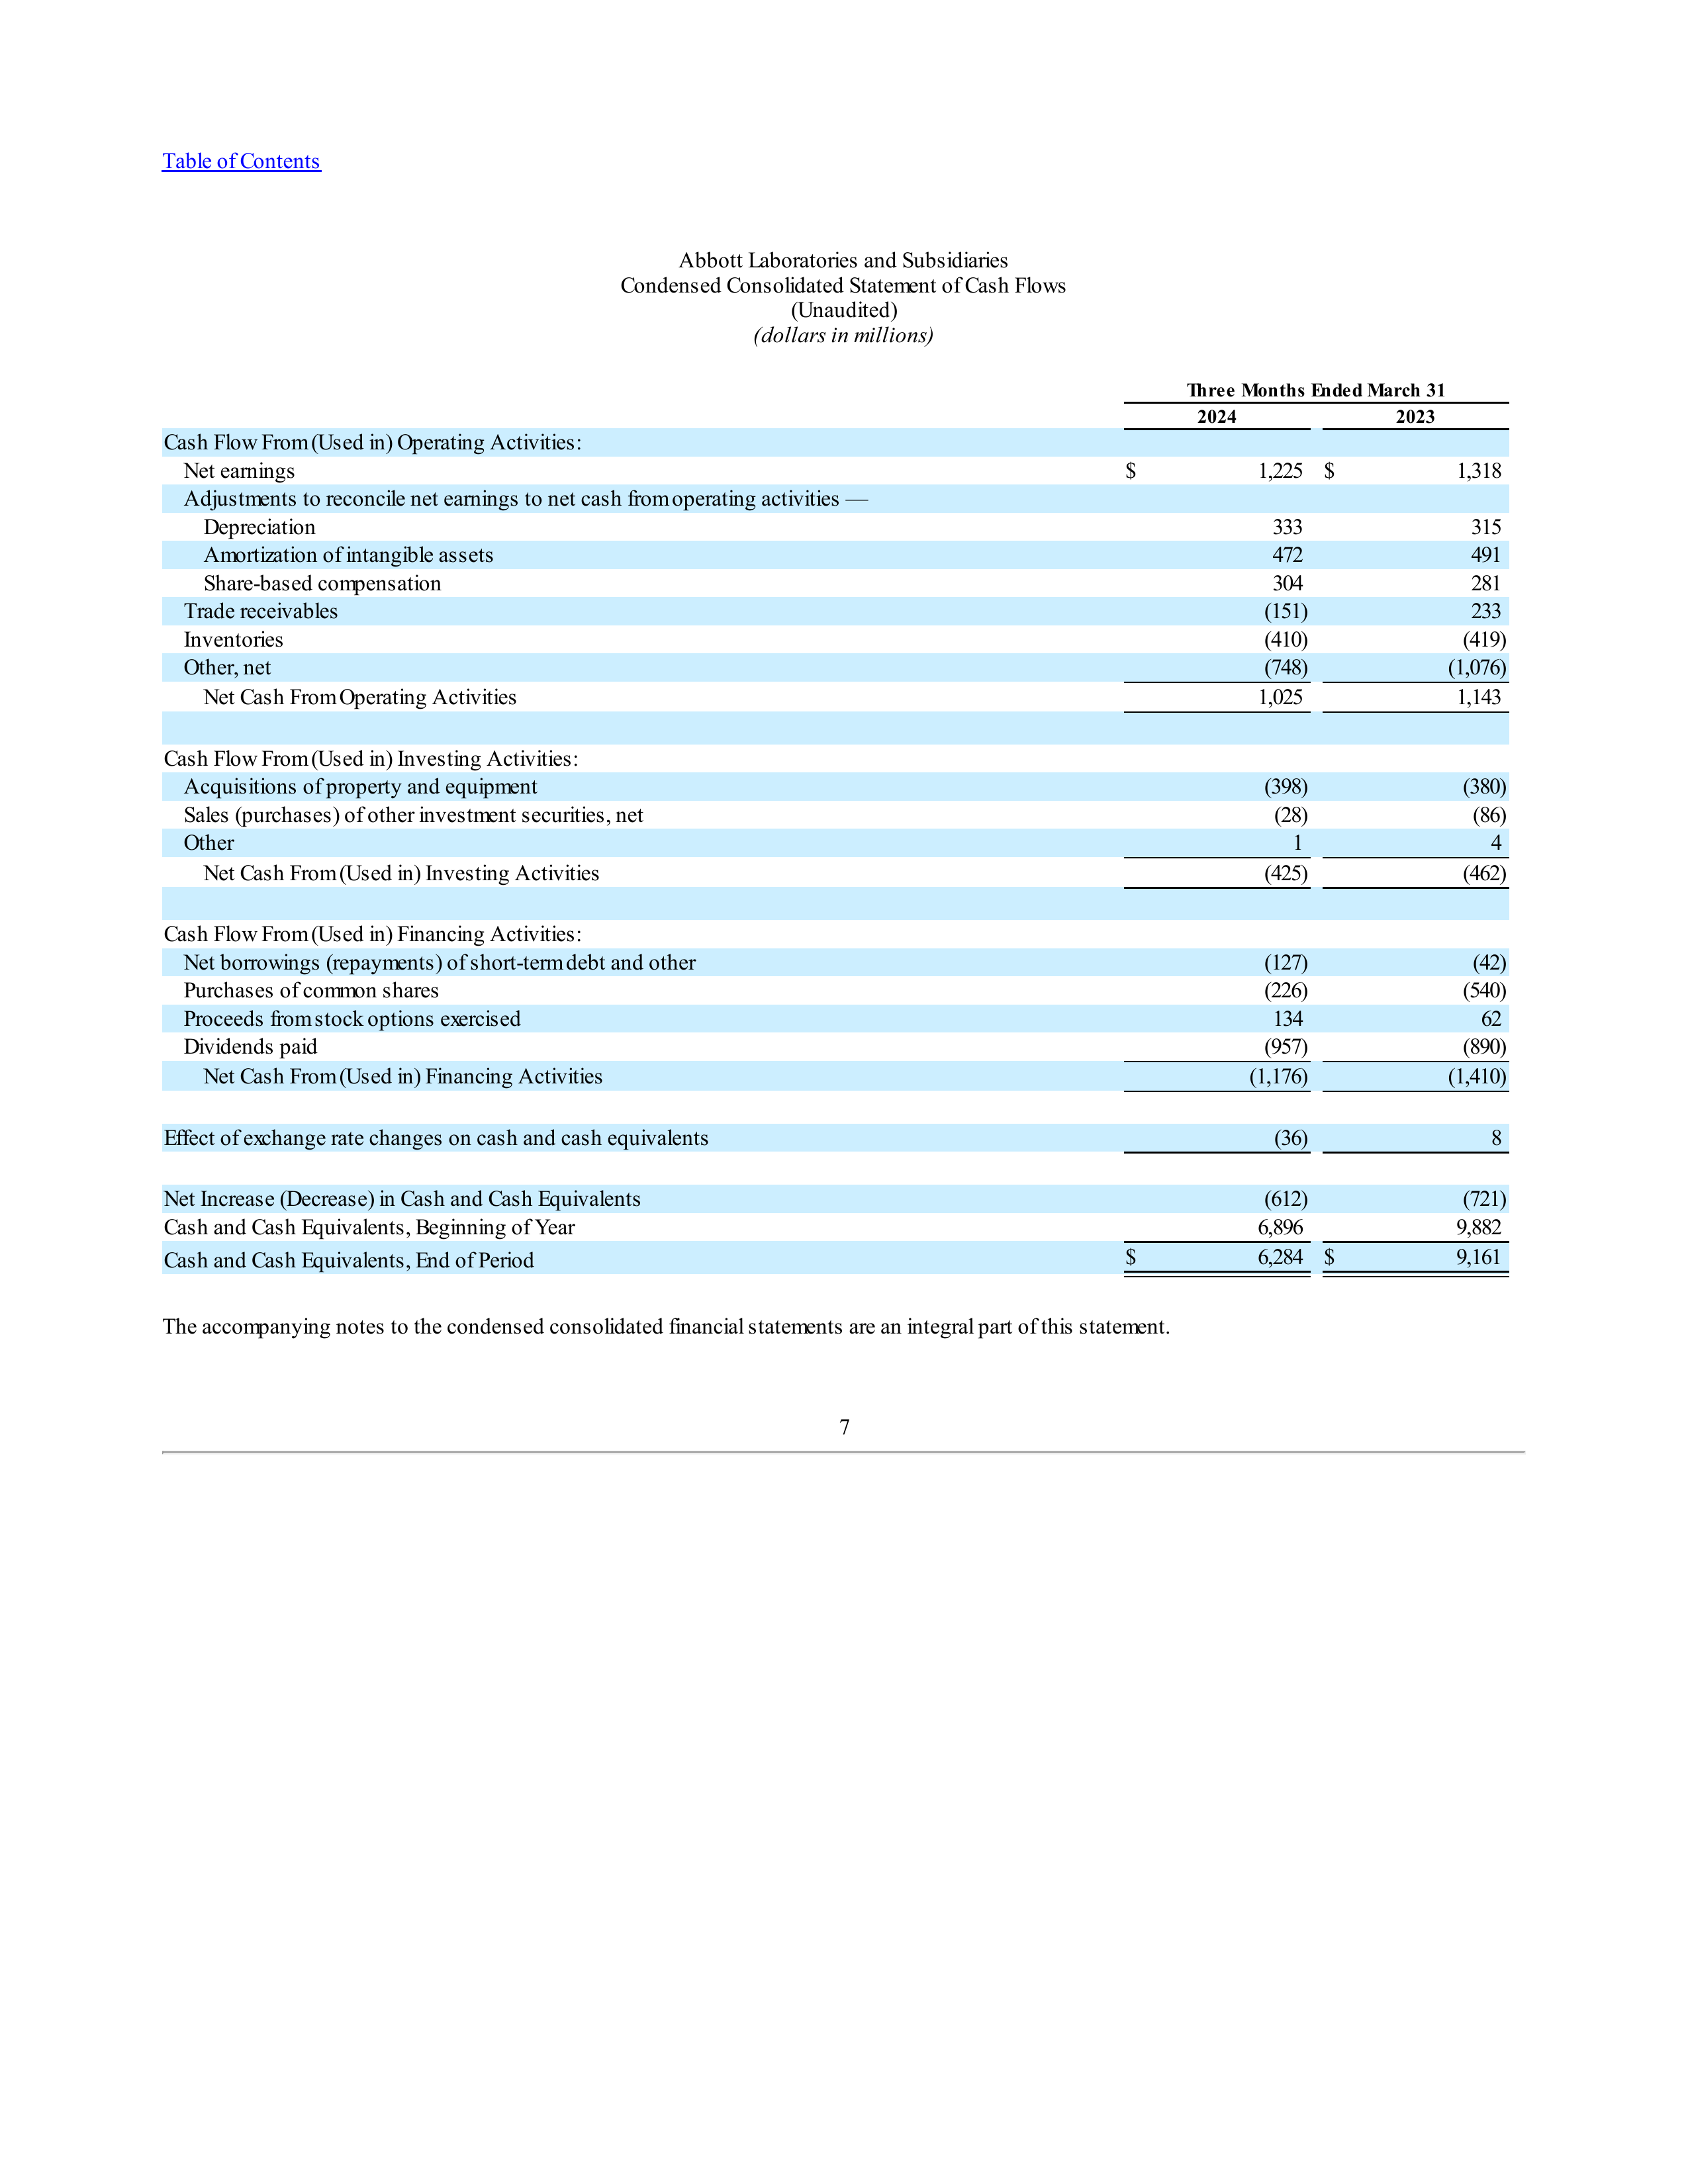 Table of Contents
Abbott Laboratories and Subsidiaries
Condensed Consolidated Statement of Cash Flows
(Unaudited)
(dollars in millions)
Three Months Ended March 31
2024 2023
Cash Flow From (Used in) Operating Activities:
Net earnings $ 1,225 $ 1,318
Adjustments to reconcile net earnings to net cash from operating activities —
Depreciation 333 315
Amortization of intangible assets 472 491
Share-based compensation 304 281
Trade receivables (151) 233
Inventories (410) (419)
Other, net (748) (1,076)
Net Cash From Operating Activities 1,025 1,143
Cash Flow From (Used in) Investing Activities:
Acquisitions of property and equipment (398) (380)
Sales (purchases) of other investment securities, net (28) (86)
Other 1 4
Net Cash From (Used in) Investing Activities (425) (462)
Cash Flow From (Used in) Financing Activities:
Net borrowings (repayments) of short-term debt and other (127) (42)
Purchases of common shares (226) (540)
Proceeds from stock options exercised 134 62
Dividends paid (957) (890)
Net Cash From (Used in) Financing Activities (1,176) (1,410)
Effect of exchange rate changes on cash and cash equivalents (36) 8
Net Increase (Decrease) in Cash and Cash Equivalents (612) (721)
Cash and Cash Equivalents, Beginning of Year 6,896 9,882
Cash and Cash Equivalents, End of Period $ 6,284 $ 9,161
The accompanying notes to the condensed consolidated financial statements are an integral part of this statement.
7